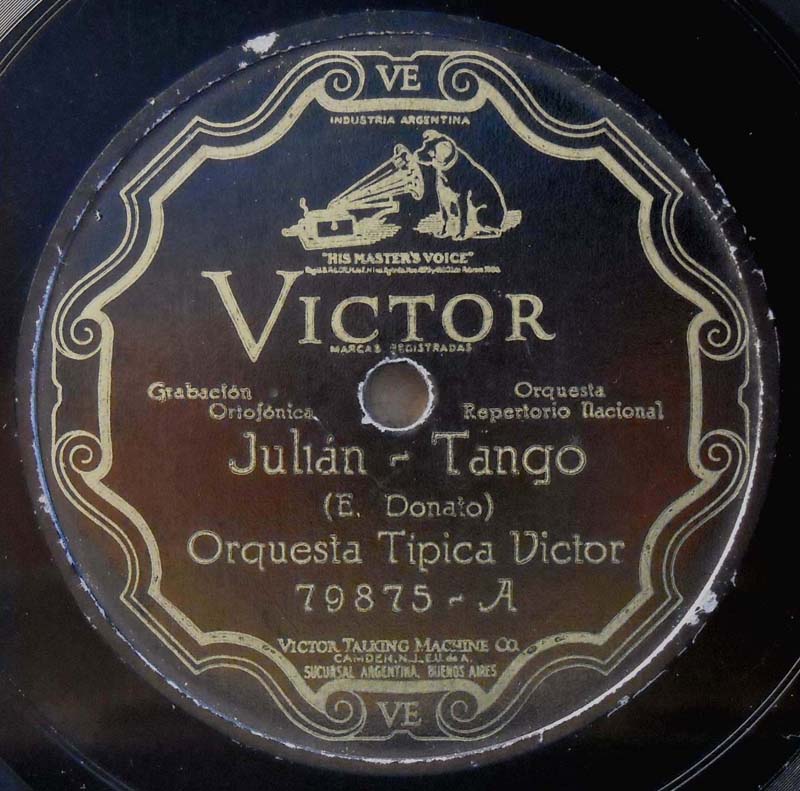 VE
INDUSTRIA ARGENTINA
"HIS MASTER'S VOICE"
VICTOR
MARCAS REGISTRADAS
Grabación
Ortofónica
Orquesta
Repertorio Nacional
Julián - Tango
(E. Donato)
Orquesta Típica Victor
79875 - A
VICTOR TALKING MACHINE CO.
CAMDEN, N.J., E.U. de A.
SUCURSAL ARGENTINA, BUENOS AIRES
VE